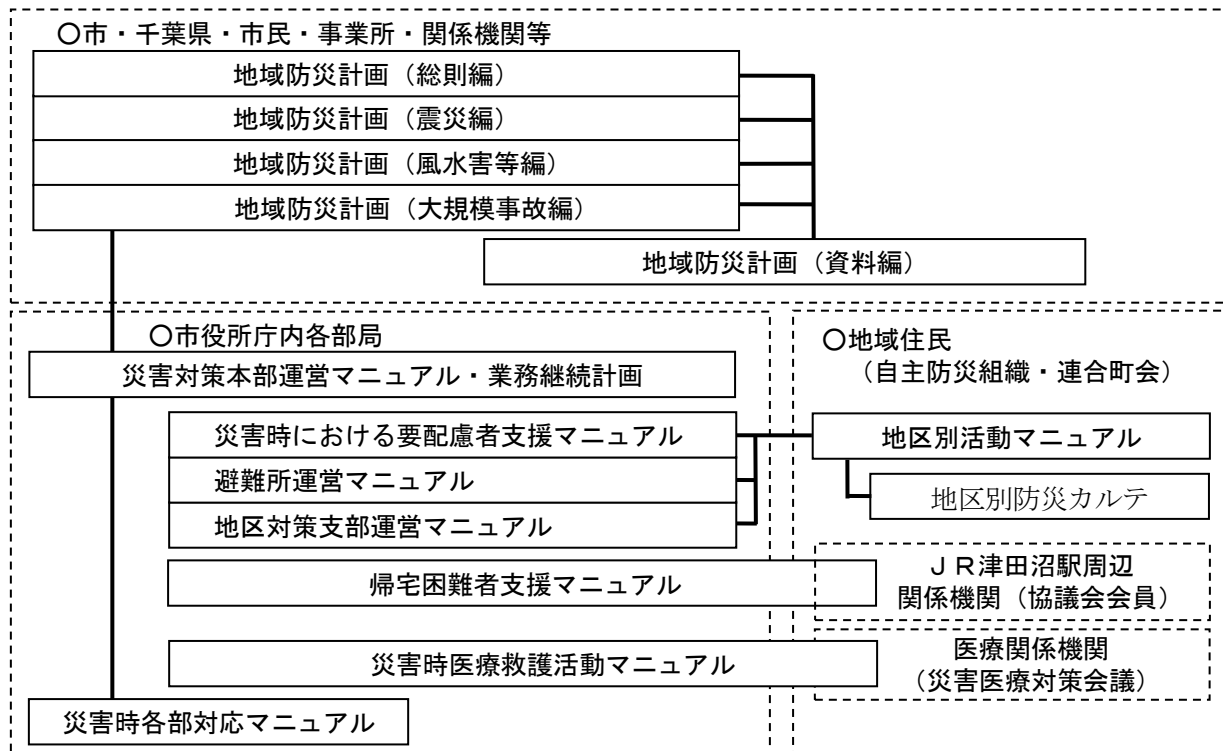 〇市・千葉県・市民・事業所・関係機関等
地域防災計画（総則編）
地域防災計画（震災編）
地域防災計画（風水害等編）
地域防災計画（大規模事故編）
地域防災計画（資料編）
〇市役所庁内各部局
災害対策本部運営マニュアル・業務継続計画
災害時における要配慮者支援マニュアル
避難所運営マニュアル
地区対策支部運営マニュアル
帰宅困難者支援マニュアル
災害時医療救護活動マニュアル
災害時各部対応マニュアル
〇地域住民
（自主防災組織・連合町会）
地区別活動マニュアル
地区別防災カルテ
ＪＲ津田沼駅周辺
関係機関（協議会会員）
医療関係機関
（災害医療対策会議）